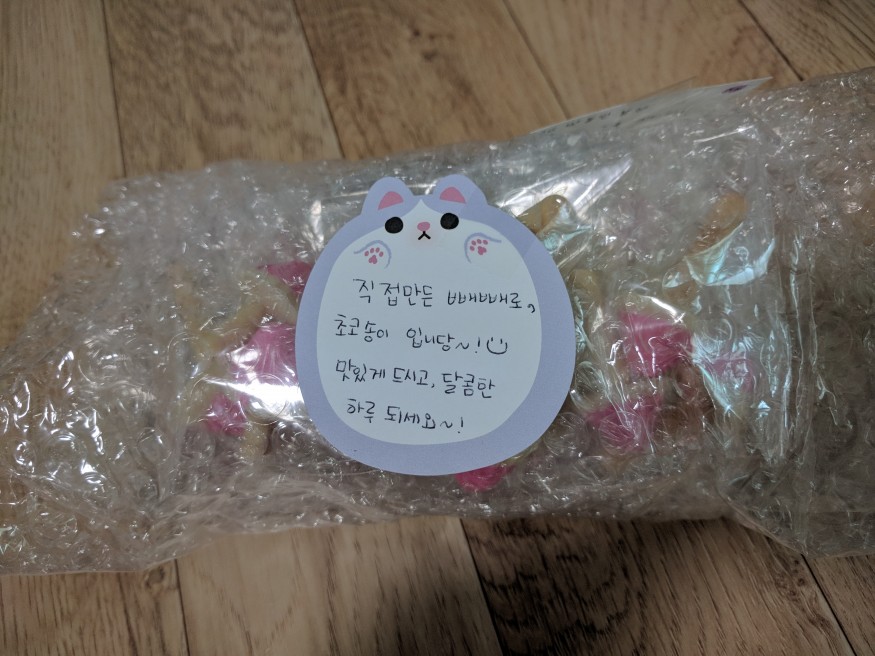 직접만든 빼빼로,
초코송이 입니당~! :)
맛있게 드시고, 달콤한
하루 되세요~!